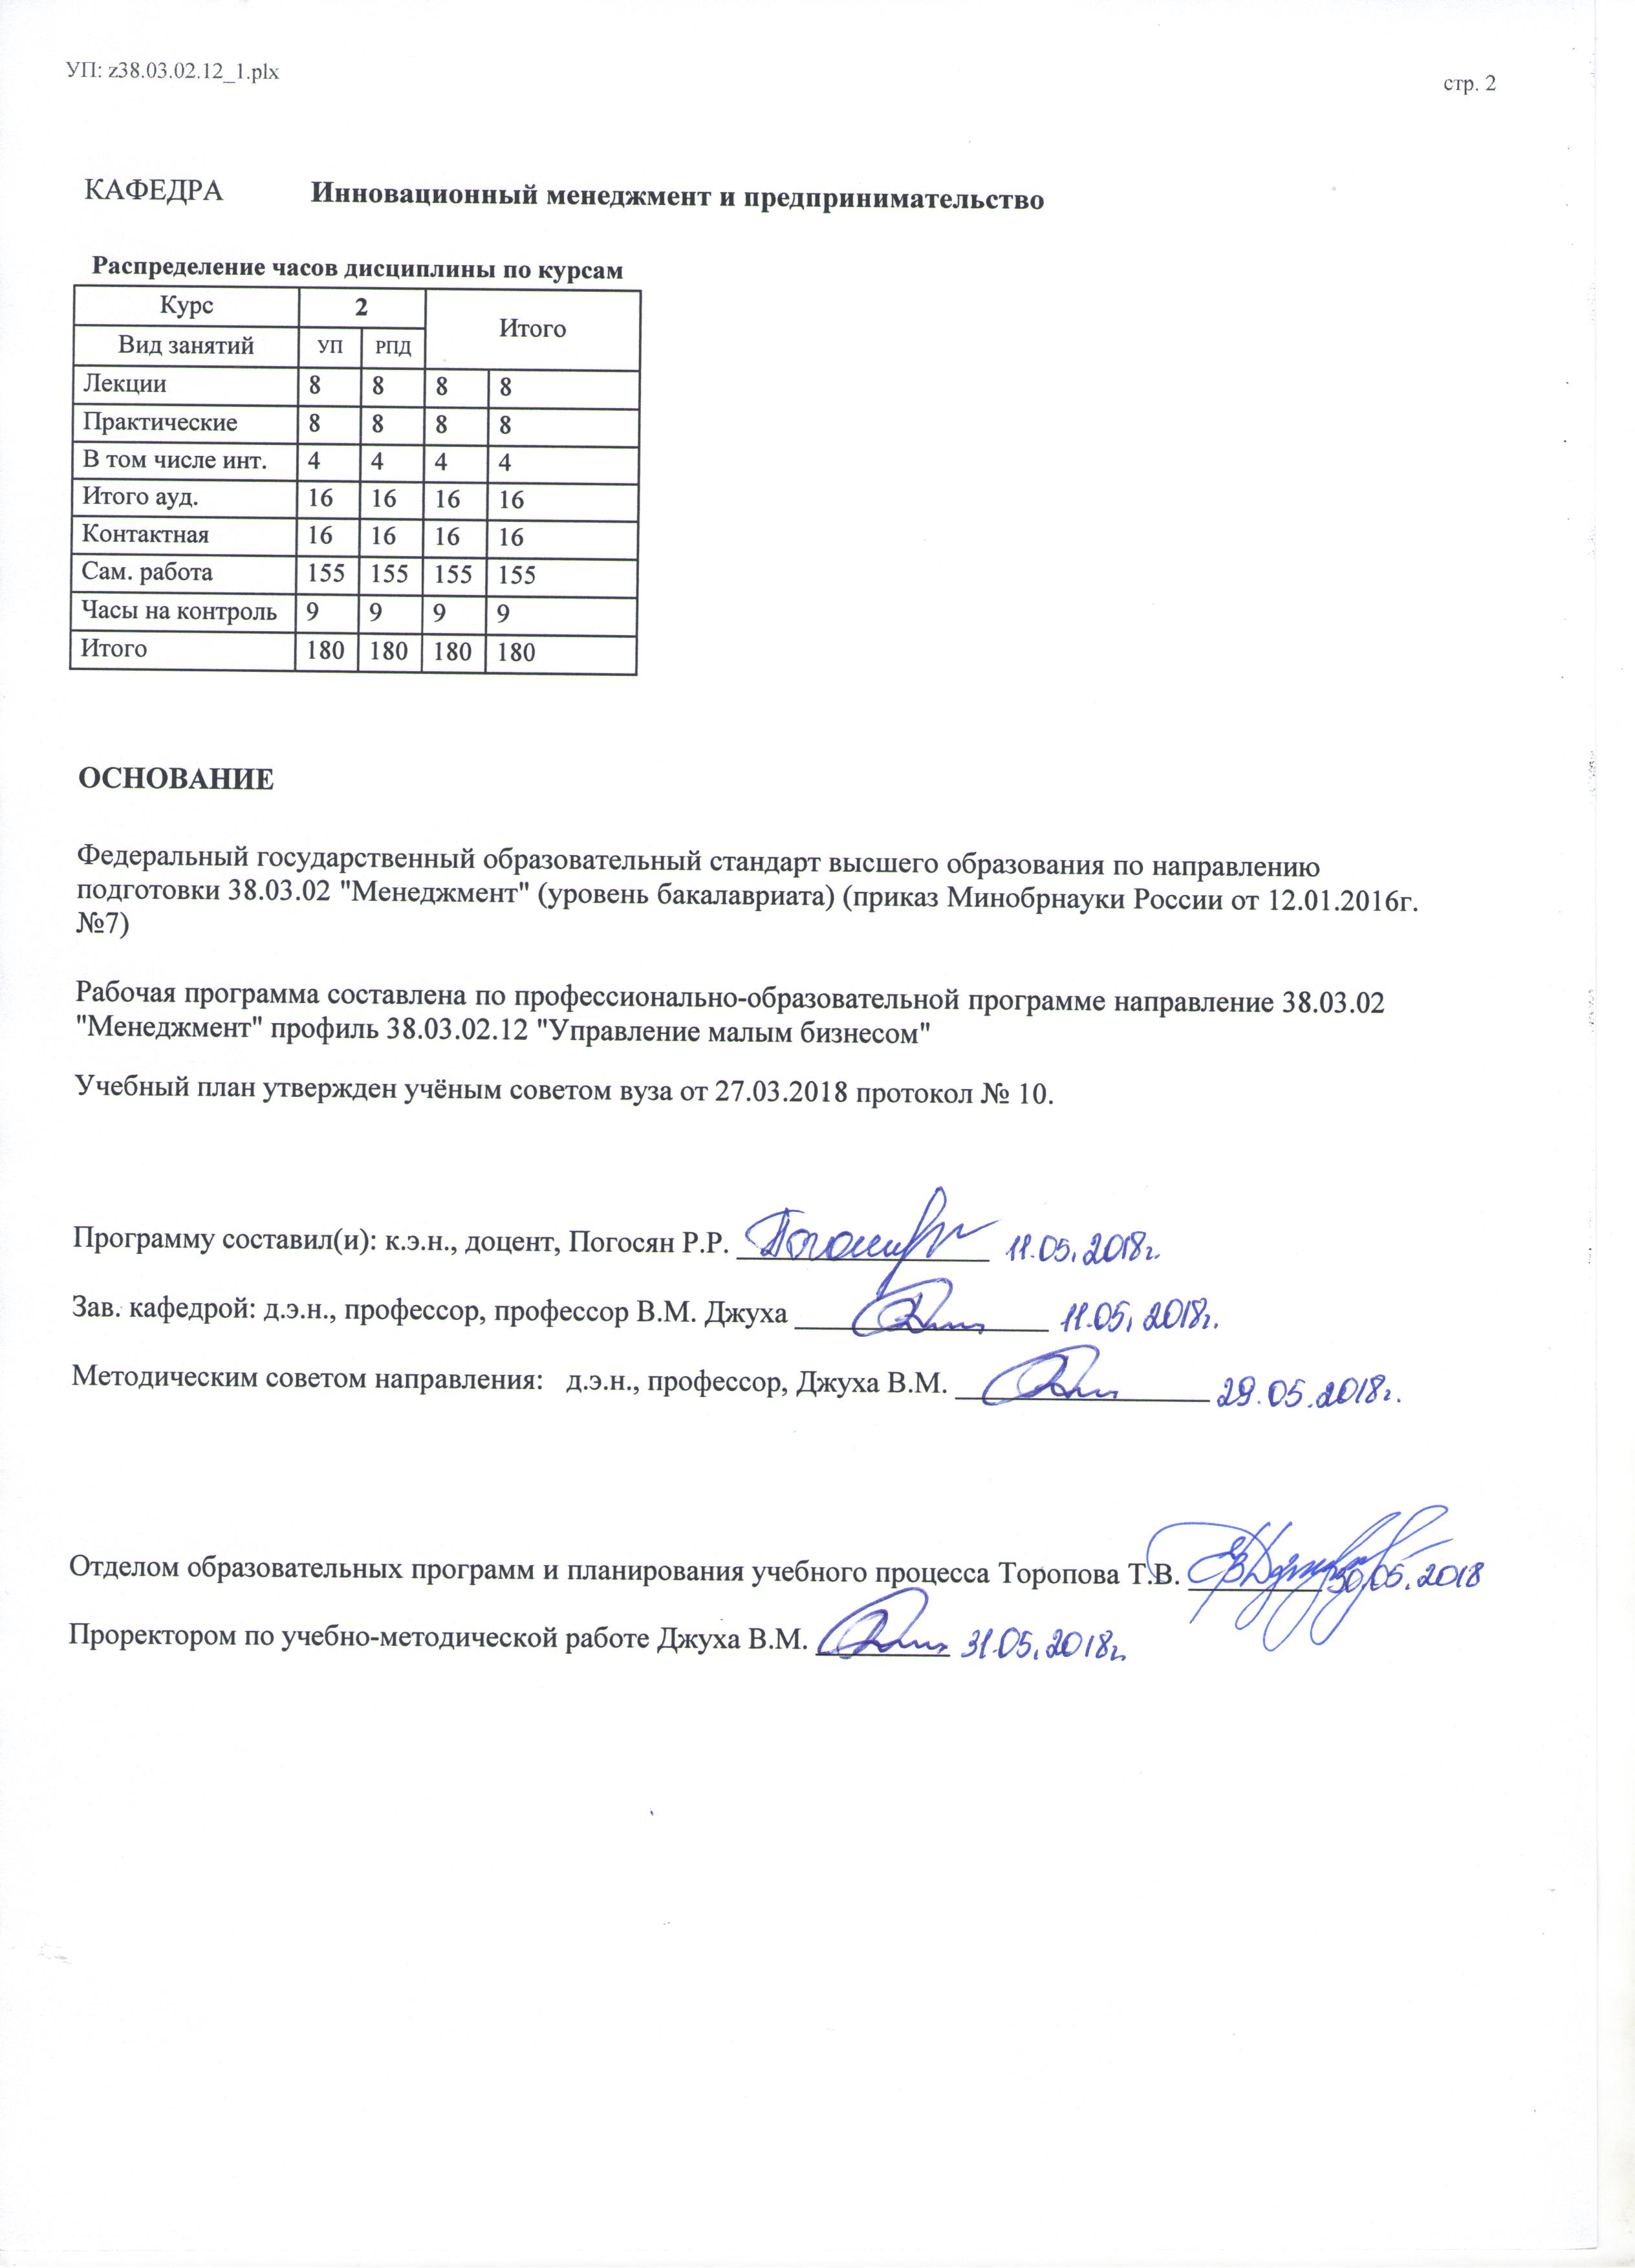 УП: z38.03.02.12_1.plx
стр. 2
КАФЕДРА Инновационный менеджмент и предпринимательство
Распределение часов дисциплины по курсам
Курс 2 Итого
Вид занятий УП РПД
Лекции 8 8 8 8
Практические 8 8 8 8
В том числе инт. 4 4 4 4
Итого ауд. 16 16 16 16
Контактная 16 16 16 16
Сам. работа 155 155 155 155
Часы на контроль 9 9 9 9
Итого 180 180 180 180
ОСНОВАНИЕ
Федеральный государственный образовательный стандарт высшего образования по направлению
подготовки 38.03.02 "Менеджмент" (уровень бакалавриата) (приказ Минобрнауки России от 12.01.2016г.
№7)
Рабочая программа составлена по профессионально-образовательной программе направление 38.03.02
"Менеджмент" профиль 38.03.02.12 "Управление малым бизнесом"
Учебный план утвержден учёным советом вуза от 27.03.2018 протокол № 10.
Программу составил(и): к.э.н., доцент, Погосян Р.Р. 11.05.2018г.
Зав. кафедрой: д.э.н., профессор, профессор В.М. Джуха 11.05.2018г.
Методическим советом направления: д.э.н., профессор, Джуха В.М. 29.05.2018г.
Отделом образовательных программ и планирования учебного процесса Торопова Т.В. 30.05.2018
Проректором по учебно-методической работе Джуха В.М. 31.05.2018г.